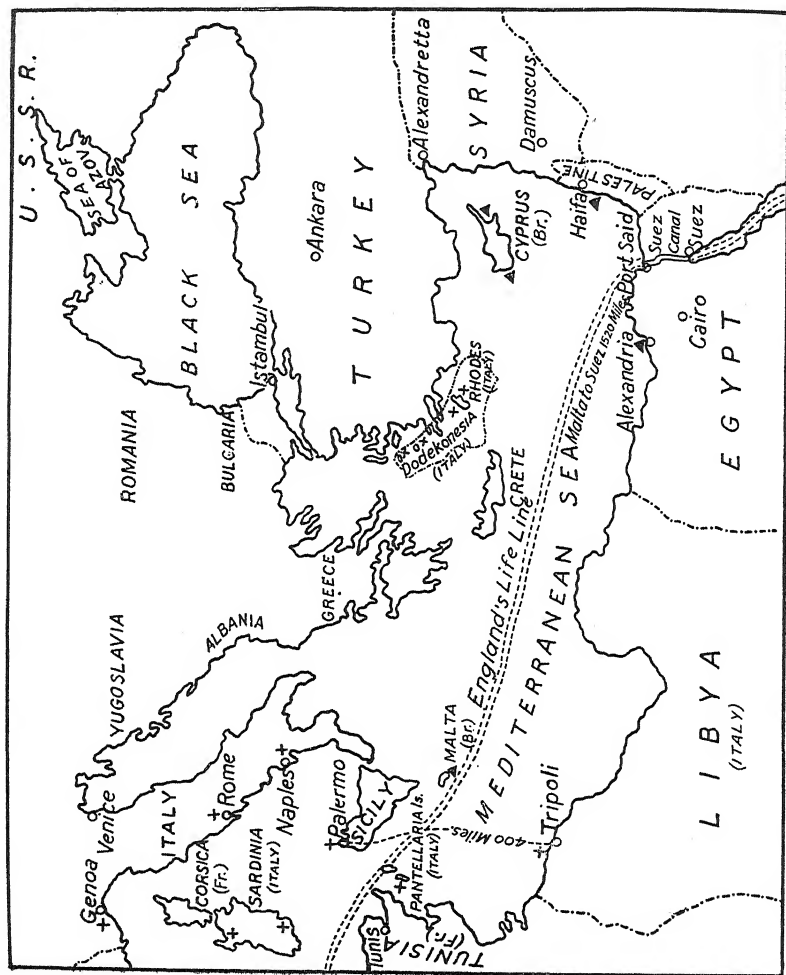 U. S. S. R.
SEA OF
AZOVS
BLACK SEA
ROMANIA
BULGARIA
Istambul
YUGOSLAVIA
ALBANIA
GREECE
Genoa
Venice
ITALY
Rome
CORSICA
(Fr.)
SARDINIA
(ITALY)
Naples
Palermo
SICILY
Ankara
TURKEY
Alexandretta
SYRIA
Damuscus
PALESTINE
Haifa
CYPRUS
(Br.)
RHODES
(ITALY)
Dodekonesia
(ITALY)
CRETE
England's Life Line
Malta to Suez 1520 Miles
MEDITERRANEAN SEA
MALTA
(Br.)
PANTELLARIA Is.
(ITALY)
400 Miles
Tunis
TUNISIA
(Fr.)
Tripoli
LIBYA
(ITALY)
Port Said
Suez
Canal
Suez
Alexandria
Cairo
EGYPT